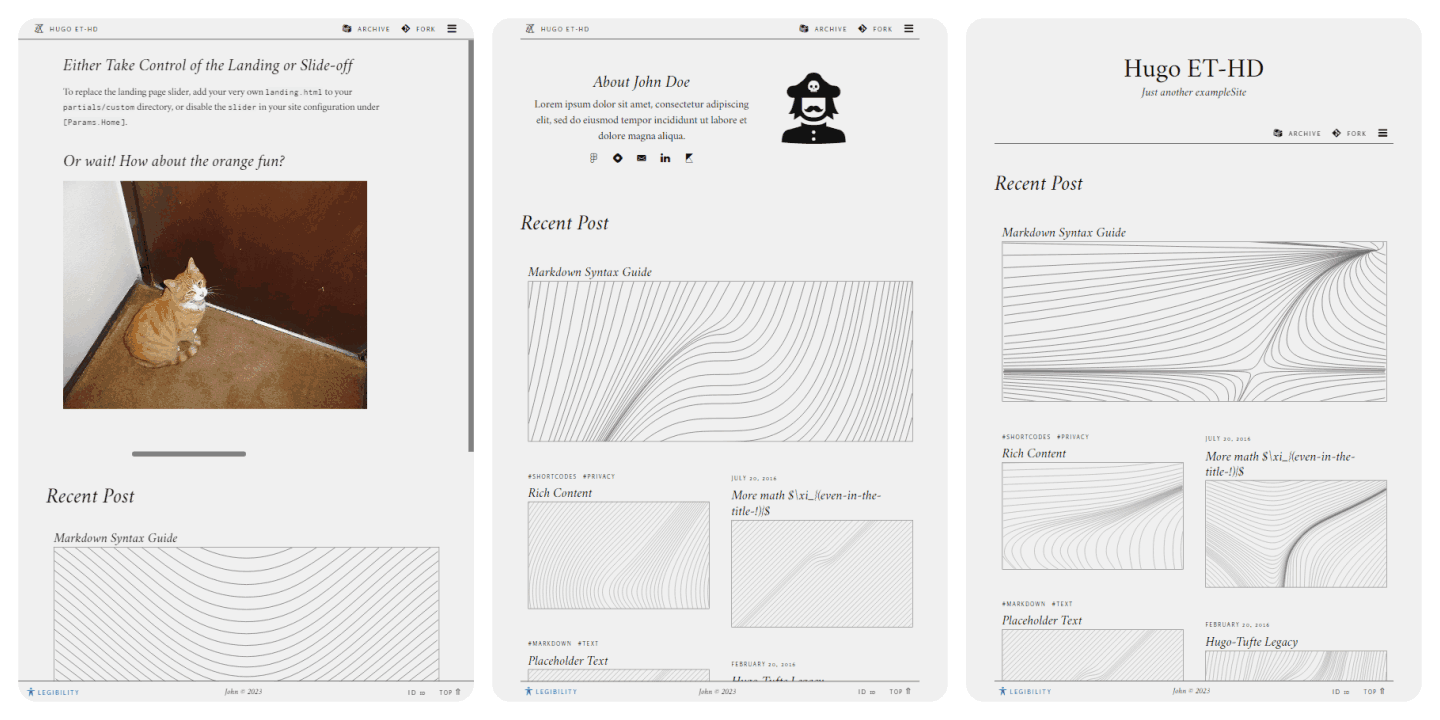 HUGO ET-HD
ARCHIVE FORK
Either Take Control of the Landing or Slide-off
To replace the landing page slider, add your very own landing.html to your
partials/custom directory, or disable the slider in your site configuration under
[Params.Home].
Or wait! How about the orange fun?
Recent Post
Markdown Syntax Guide
LEGIBILITY
John © 2023
ID ∞ TOP ⇑
HUGO ET-HD
ARCHIVE FORK
About John Doe
Lorem ipsum dolor sit amet, consectetur adipiscing
elit, sed do eiusmod tempor incididunt ut labore et
dolore magna aliqua.
Recent Post
Markdown Syntax Guide
#SHORTCODES #PRIVACY
Rich Content
JULY 20, 2016
More math $\xi_|(even-in-the-
title-!)|$
#MARKDOWN #TEXT
Placeholder Text
FEBRUARY 20, 2016
Hugo-Tufte Legacy
LEGIBILITY
John © 2023
ID ∞ TOP ⇑
Hugo ET-HD
Just another exampleSite
ARCHIVE FORK
Recent Post
Markdown Syntax Guide
#SHORTCODES #PRIVACY
Rich Content
JULY 20, 2016
More math $\xi_|(even-in-the-
title-!)|$
#MARKDOWN #TEXT
Placeholder Text
FEBRUARY 20, 2016
Hugo-Tufte Legacy
LEGIBILITY
John © 2023
ID ∞ TOP ⇑